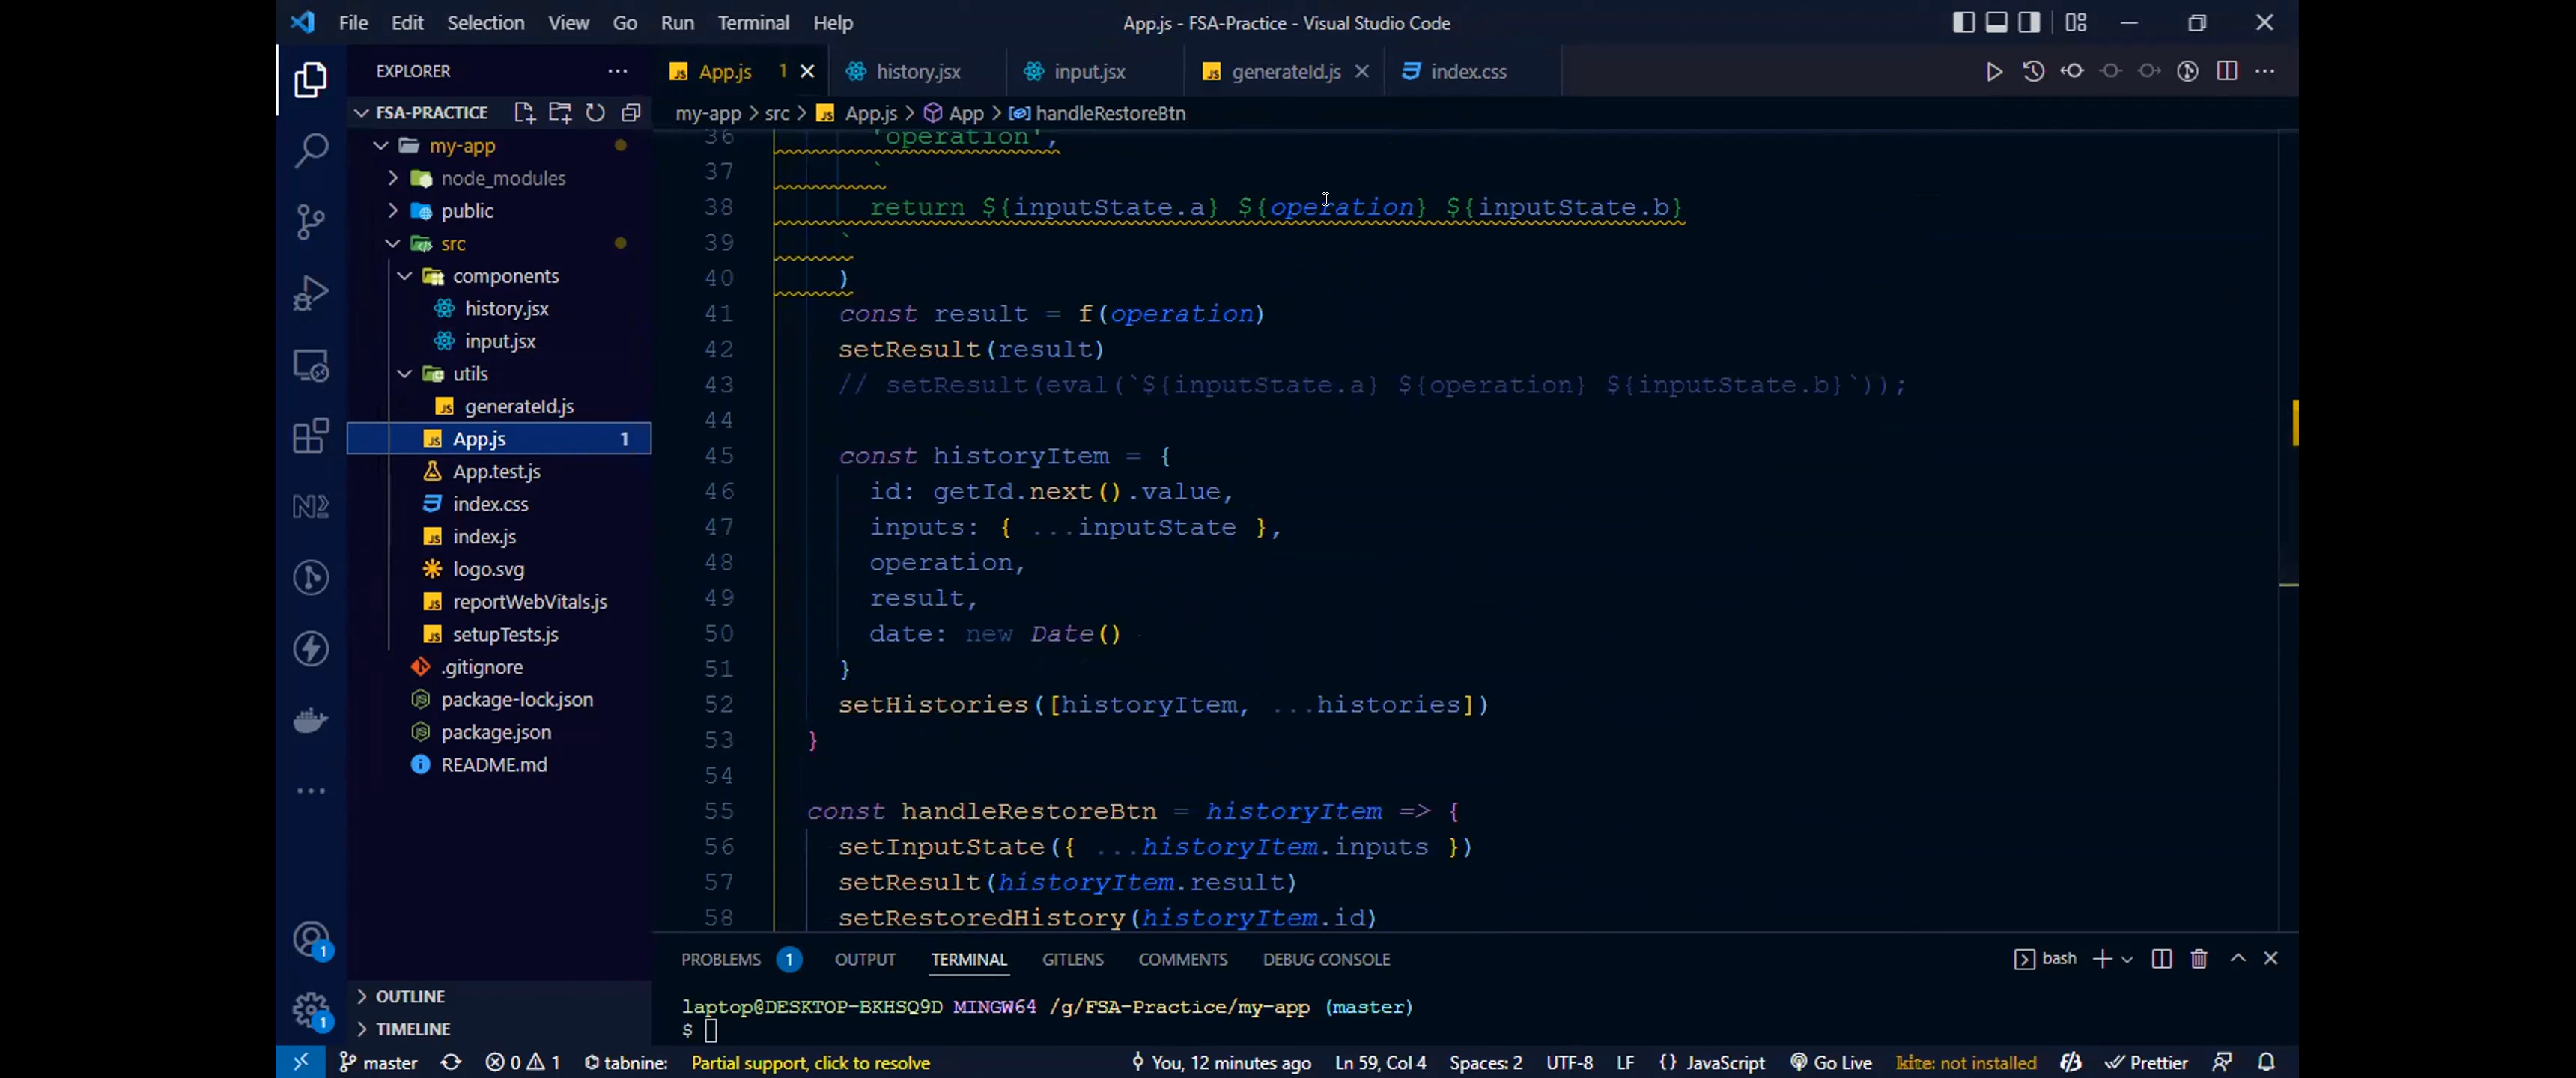 File Edit Selection View Go Run Terminal Help App.js - FSA-Practice - Visual Studio Code
EXPLORER
App.js 1 history.jsx input.jsx generateId.js index.css
FSA-PRACTICE
my-app > src > App.js > App > handleRestoreBtn
my-app
node_modules
public
src
components
history.jsx
input.jsx
utils
generateId.js
App.js 1
App.test.js
index.css
index.js
logo.svg
reportWebVitals.js
setupTests.js
.gitignore
package-lock.json
package.json
README.md
OUTLINE
TIMELINE
36 'operation',
37 `
38 return ${inputState.a} ${operation} ${inputState.b}
39 `
40 )
41 const result = f(operation)
42 setResult(result)
43 // setResult(eval(`${inputState.a} ${operation} ${inputState.b}`));
44
45 const historyItem = {
46 id: getId.next().value,
47 inputs: { ...inputState },
48 operation,
49 result,
50 date: new Date()
51 }
52 setHistories([historyItem, ...histories])
53 }
54
55 const handleRestoreBtn = historyItem => {
56 setInputState({ ...historyItem.inputs })
57 setResult(historyItem.result)
58 setRestoredHistory(historyItem.id)
PROBLEMS 1 OUTPUT TERMINAL GITLENS COMMENTS DEBUG CONSOLE bash
laptop@DESKTOP-BKHSQ9D MINGW64 /g/FSA-Practice/my-app (master)
$
1
1
master 0 1 tabnine: Partial support, click to resolve You, 12 minutes ago Ln 59, Col 4 Spaces: 2 UTF-8 LF {} JavaScript Go Live kite: not installed Prettier